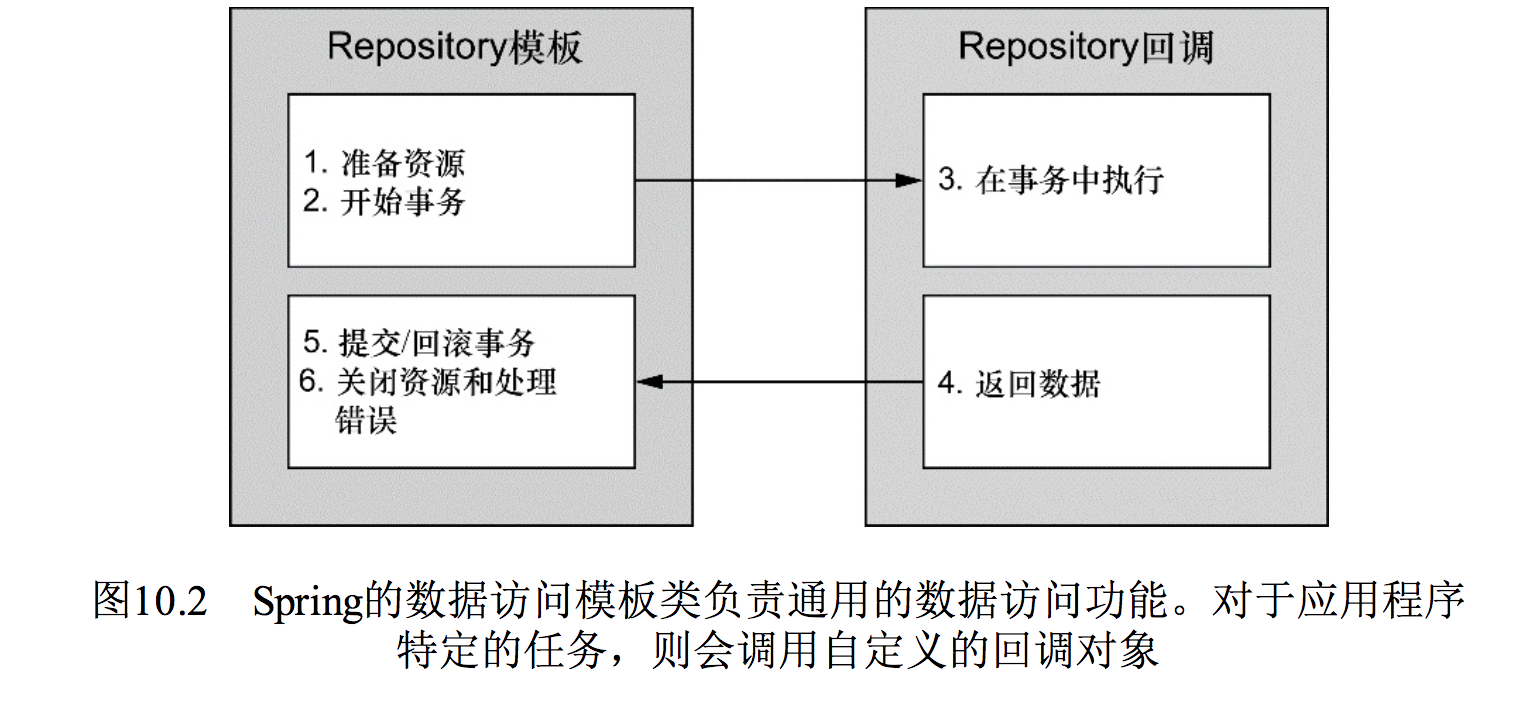 Repository模板
1. 准备资源
2. 开始事务
5. 提交/回滚事务
6. 关闭资源和处理
错误
Repository回调
3. 在事务中执行
4. 返回数据
图10.2 Spring的数据访问模板类负责通用的数据访问功能。对于应用程序
特定的任务，则会调用自定义的回调对象